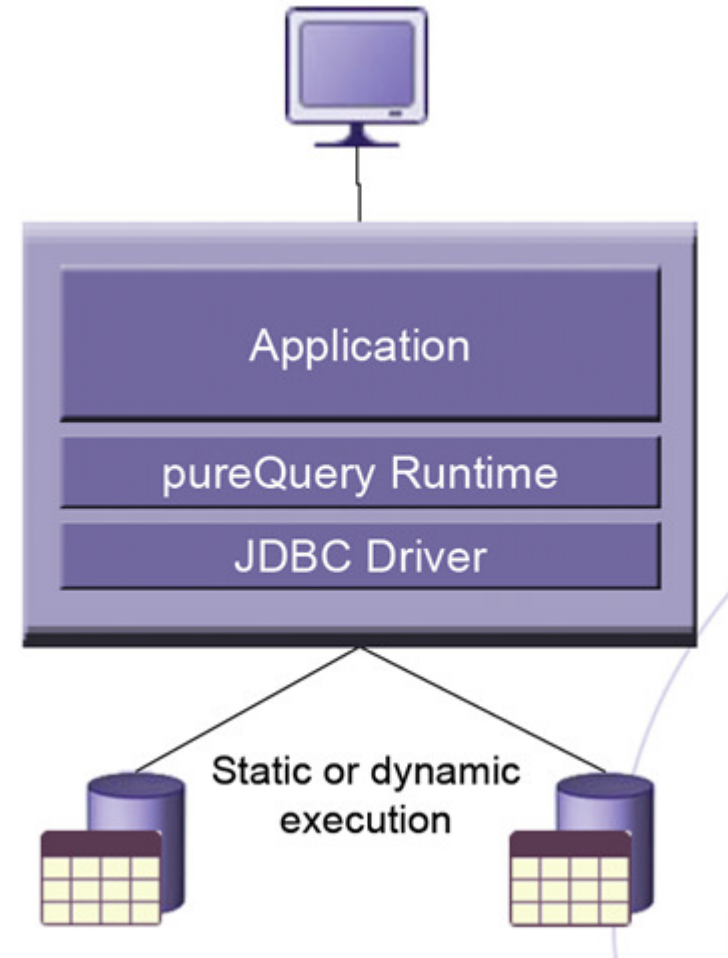 Application
pureQuery Runtime
JDBC Driver
Static or dynamic
execution